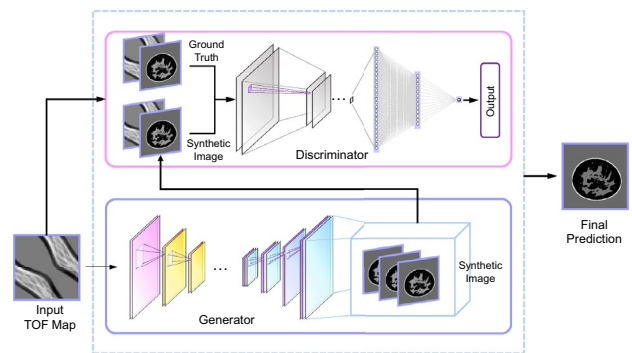 Ground
Truth
Synthetic
Image
Discriminator
Output
Input
TOF Map
Generator
Synthetic
Image
Final
Prediction